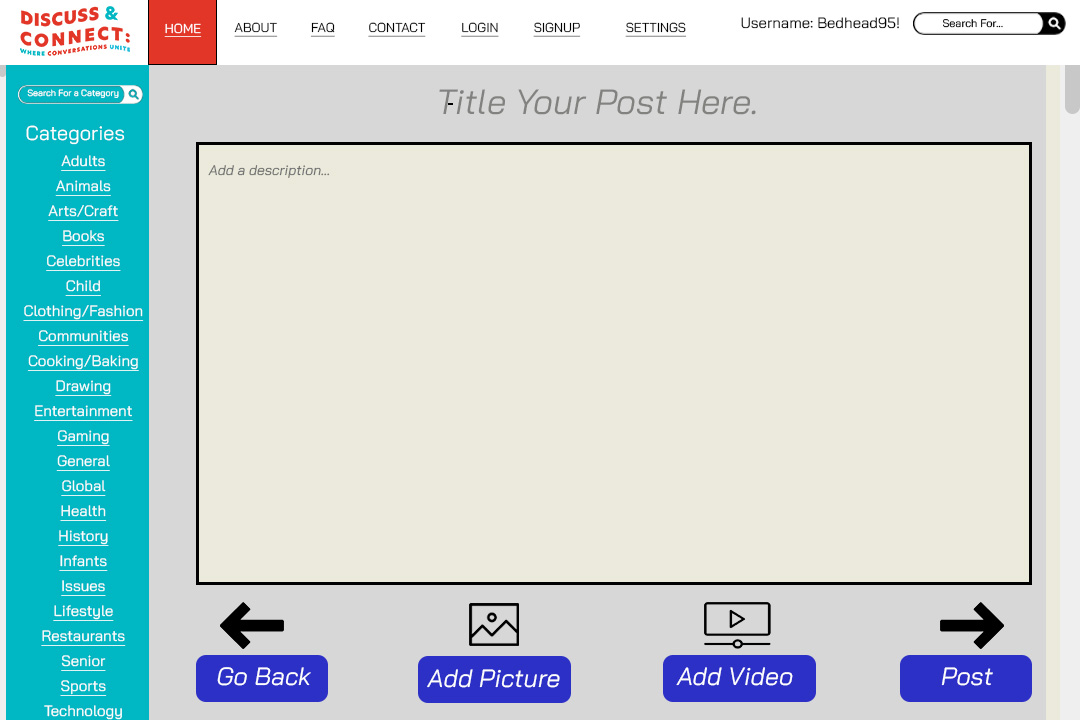 DISCUSS &
CONNECT:
WHERE CONVERSATIONS UNITE
HOME
ABOUT
FAQ
CONTACT
LOGIN
SIGNUP
SETTINGS
Username: Bedhead95!
Search For...
Search For a Category
Categories
Adults
Animals
Arts/Craft
Books
Celebrities
Child
Clothing/Fashion
Communities
Cooking/Baking
Drawing
Entertainment
Gaming
General
Global
Health
History
Infants
Issues
Lifestyle
Restaurants
Senior
Sports
Technology
Title Your Post Here.
Add a description...
Go Back
Add Picture
Add Video
Post